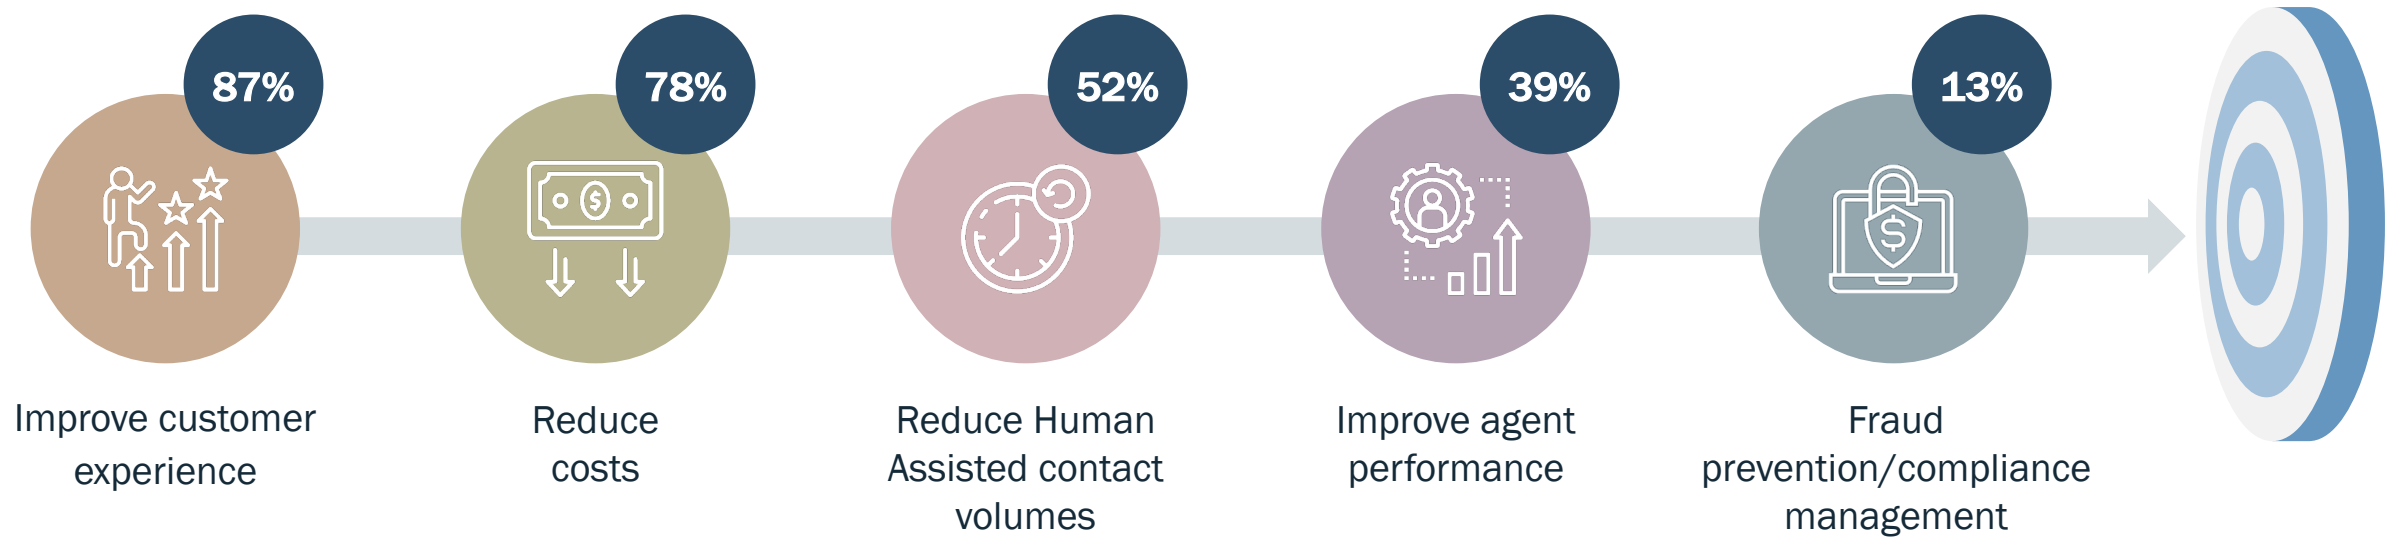 87%
78%
52%
39%
13%
Improve customer
experience
Reduce
costs
Reduce Human
Assisted contact
volumes
Improve agent
performance
Fraud
prevention/compliance
management